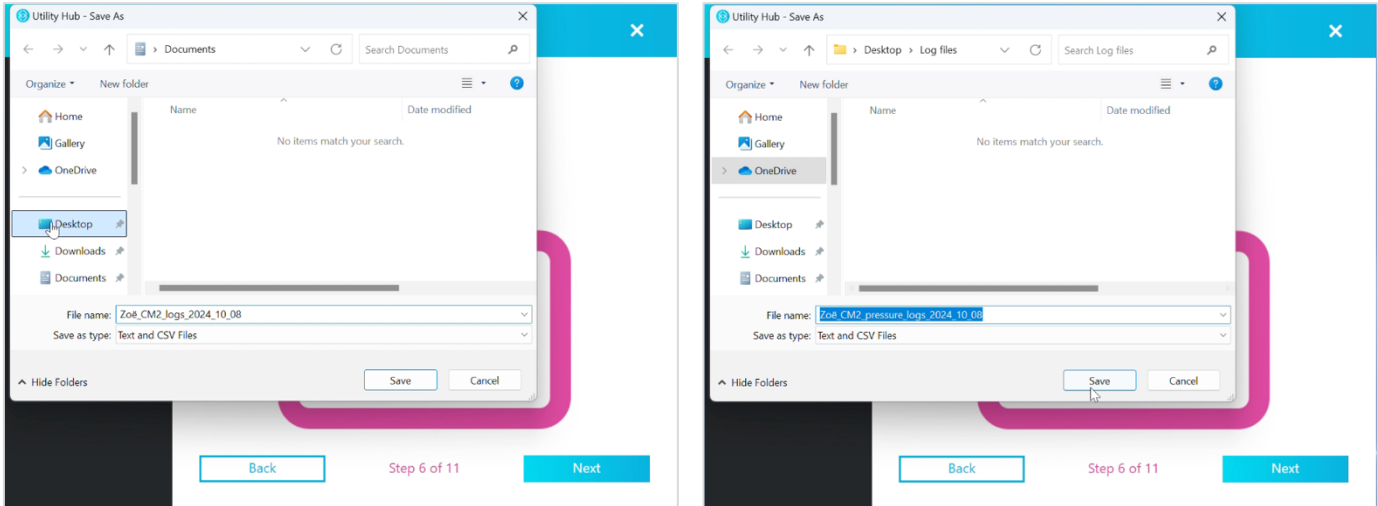 Utility Hub - Save As
Documents
Search Documents
Organize
New folder
Home
Gallery
OneDrive
Desktop
Downloads
Documents
Name
Date modified
No items match your search.
File name: Zoë_CM2_logs_2024_10_08
Save as type: Text and CSV Files
Hide Folders
Save
Cancel
Back
Step 6 of 11
Next
Utility Hub - Save As
Desktop
Log files
Search Log files
Organize
New folder
Home
Gallery
OneDrive
Desktop
Downloads
Documents
Name
Date modified
No items match your search.
File name: Zoë_CM2_pressure_logs_2024_10_08
Save as type: Text and CSV Files
Hide Folders
Save
Cancel
Back
Step 6 of 11
Next